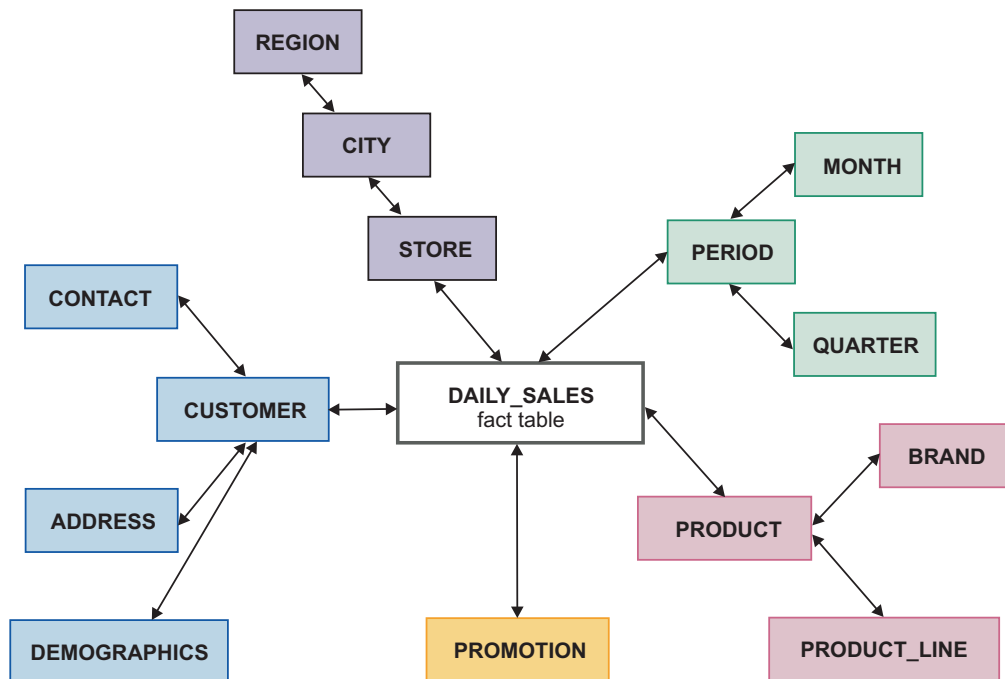 REGION
CITY
MONTH
STORE
PERIOD
CONTACT
QUARTER
DAILY_SALES
fact table
CUSTOMER
BRAND
ADDRESS
PRODUCT
DEMOGRAPHICS
PROMOTION
PRODUCT_LINE